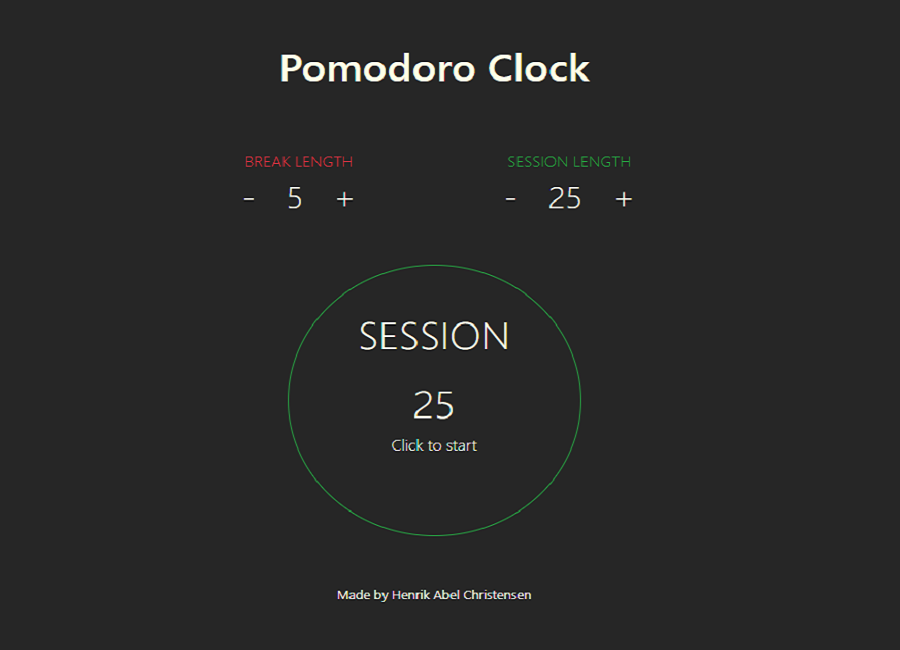 Pomodoro Clock
BREAK LENGTH SESSION LENGTH
- 5 + - 25 +
SESSION
25
Click to start
Made by Henrik Abel Christensen